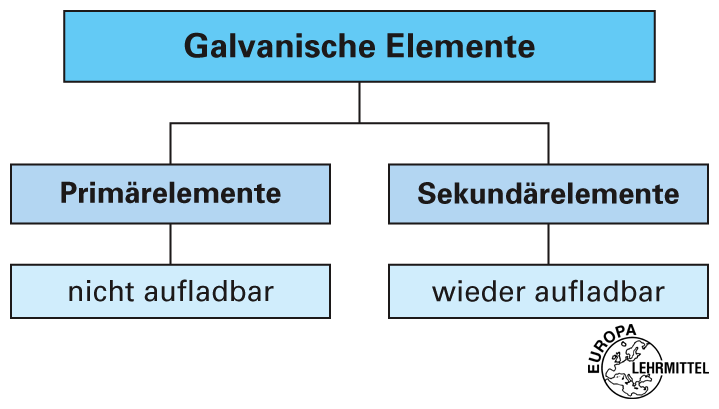 Galvanische Elemente
Primärelemente
Sekundärelemente
nicht aufladbar
wieder aufladbar
EUROPA
LEHRMITTEL